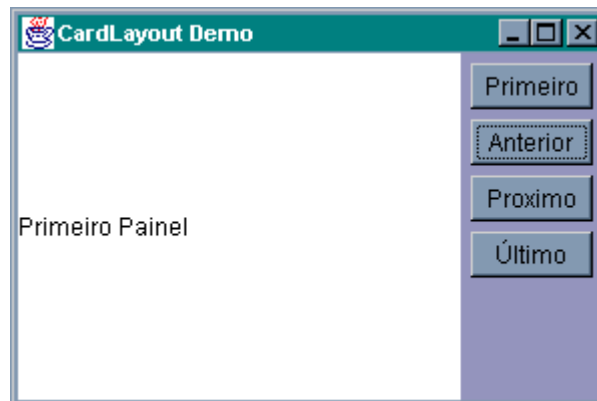 CardLayout Demo
Primeiro
Anterior
Proximo
Primeiro Painel
Último